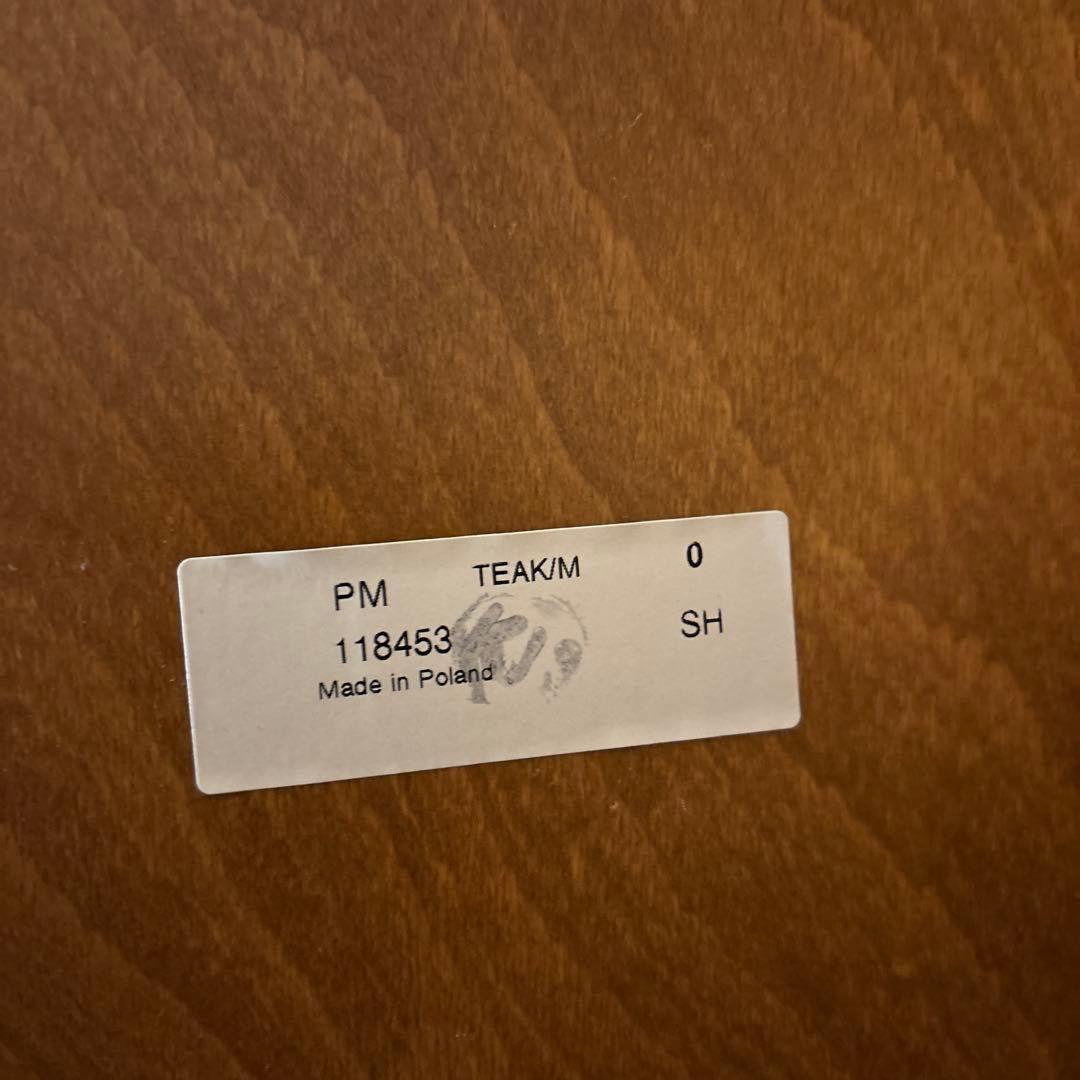 PM TEAK/M 0
118453 SH
Made in Poland